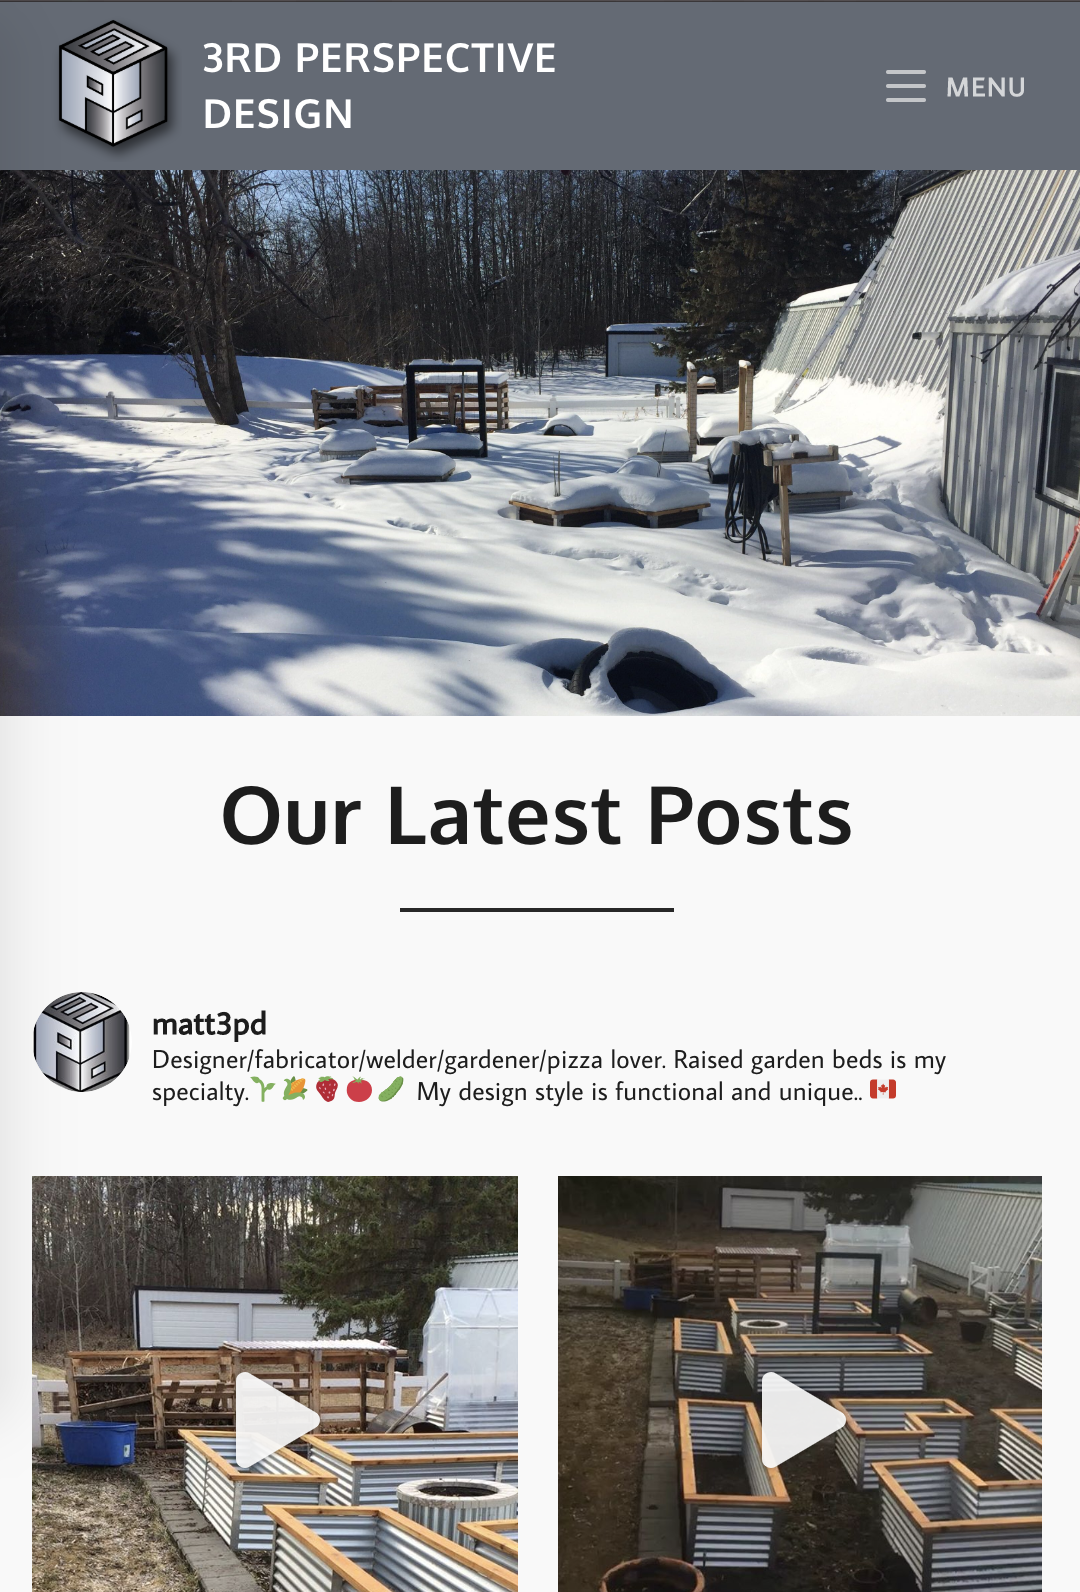 3RD PERSPECTIVE
DESIGN
MENU
Our Latest Posts
matt3pd
Designer/fabricator/welder/gardener/pizza lover. Raised garden beds is my
specialty.🌱🌽🍓🍅🥒 My design style is functional and unique.. 🇨🇦